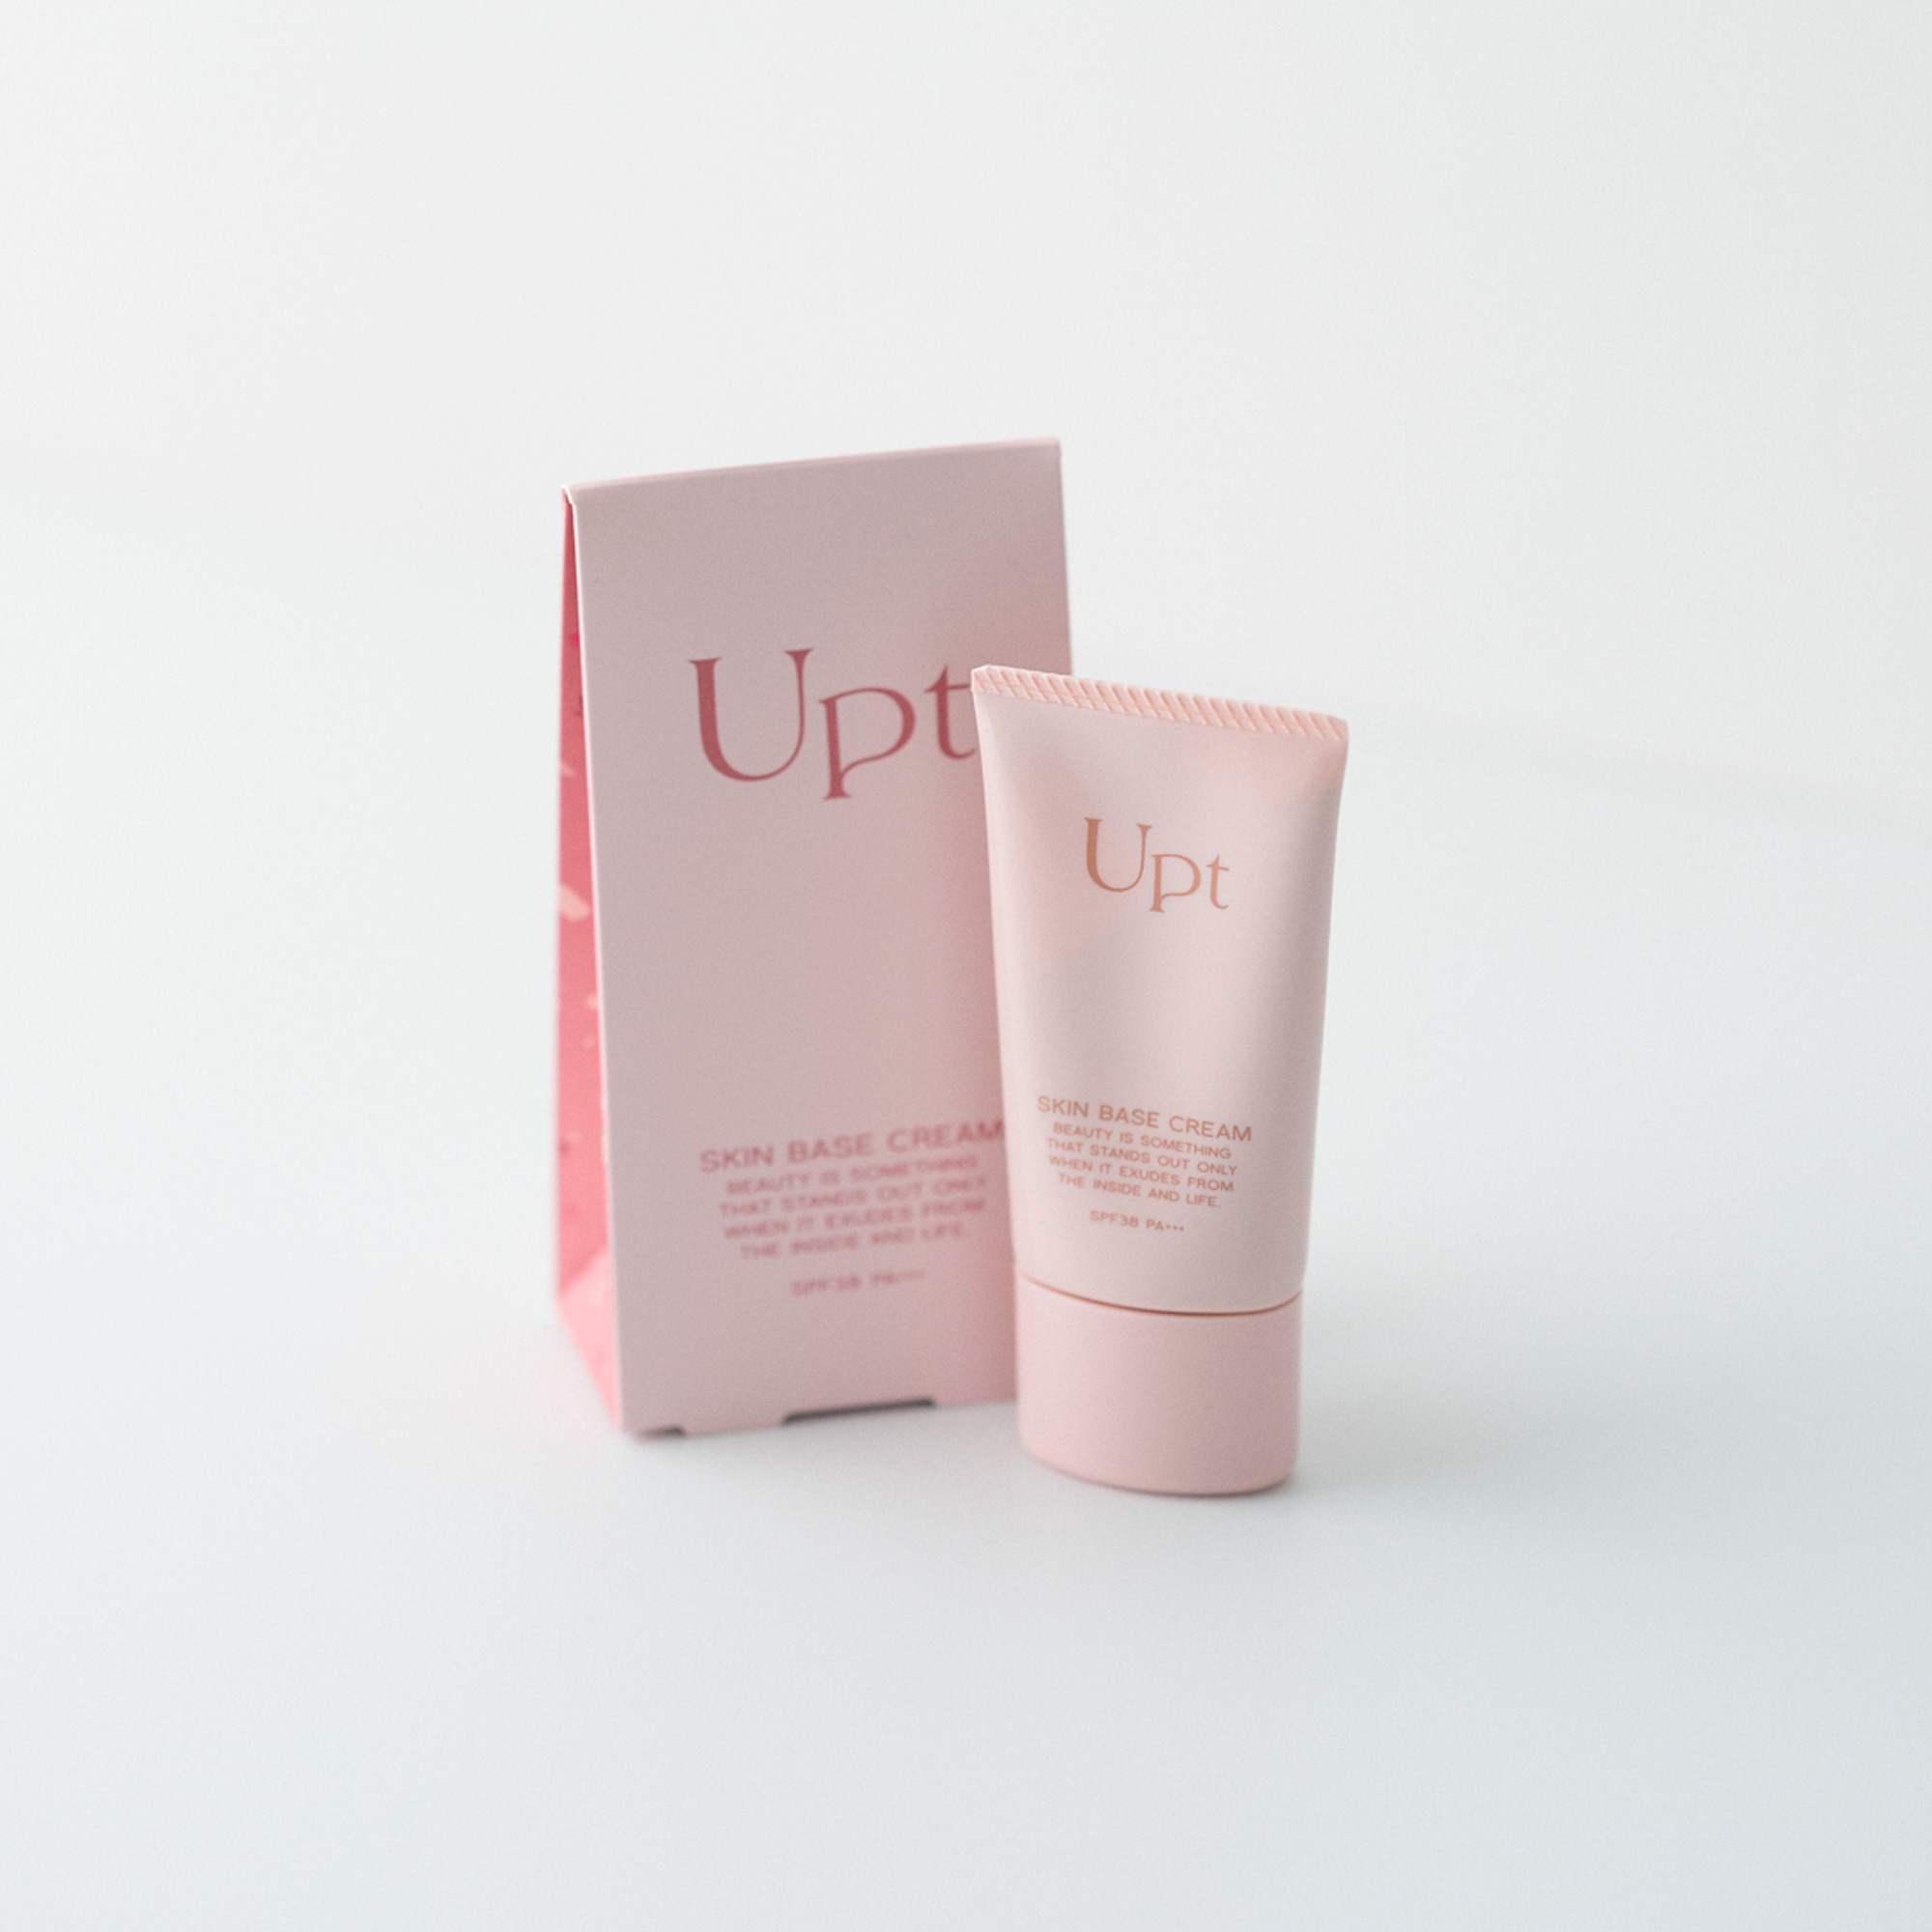 Upt
SKIN BASE CREAM
BEAUTY IS SOMETHING
THAT STANDS OUT ONLY
WHEN IT EXUDES FROM
THE INSIDE AND LIFE.
SPF38 PA+++
Upt
SKIN BASE CREAM
BEAUTY IS SOMETHING
THAT STANDS OUT ONLY
WHEN IT EXUDES FROM
THE INSIDE AND LIFE.
SPF38 PA+++